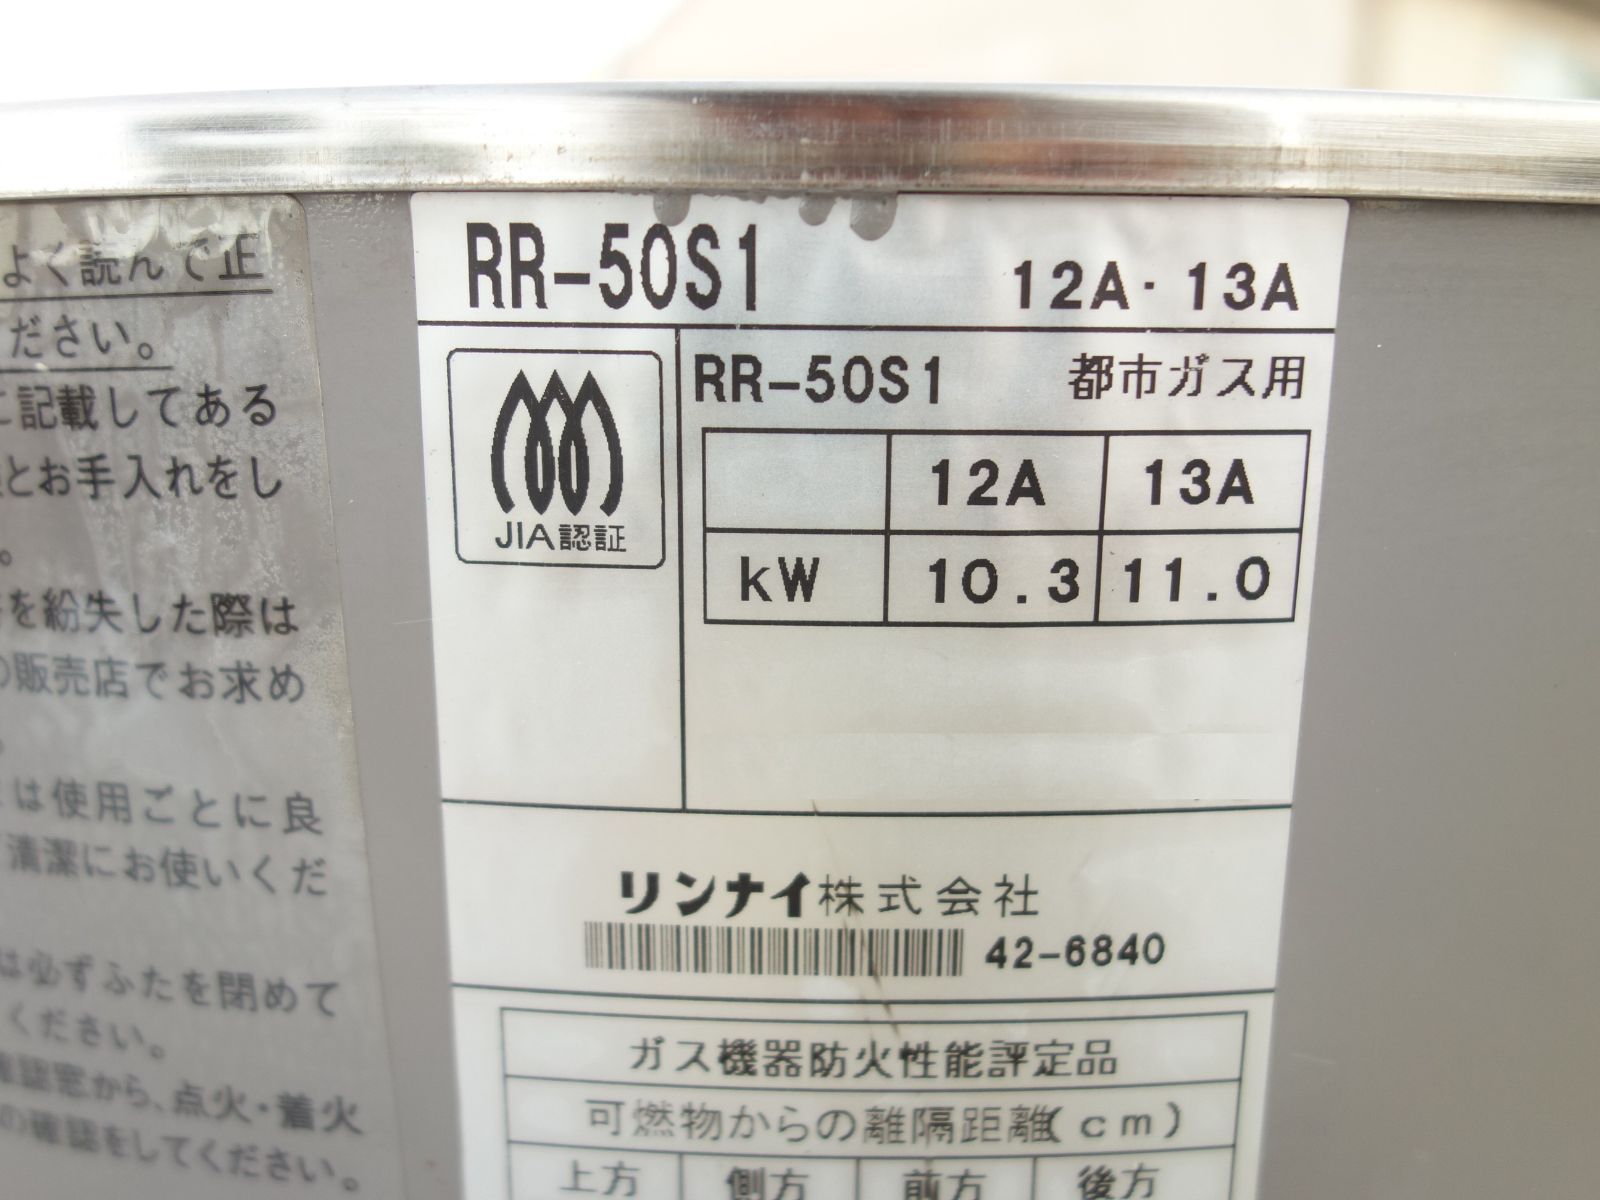 よく読んで正
ださい。
に記載してある
とお手入れをし
。
を紛失した際は
の販売店でお求め
は使用ごとに良
清潔にお使いくだ
は必ずふたを閉めて
ください。
確認窓から、点火・着火
の確認をしてください。
RR-50S1 12A・13A
JIA認証
RR-50S1 都市ガス用
12A 13A
kW 10.3 11.0
リンナイ株式会社
42-6840
ガス機器防火性能評定品
可燃物からの離隔距離(cm)
上方 側方 前方 後方